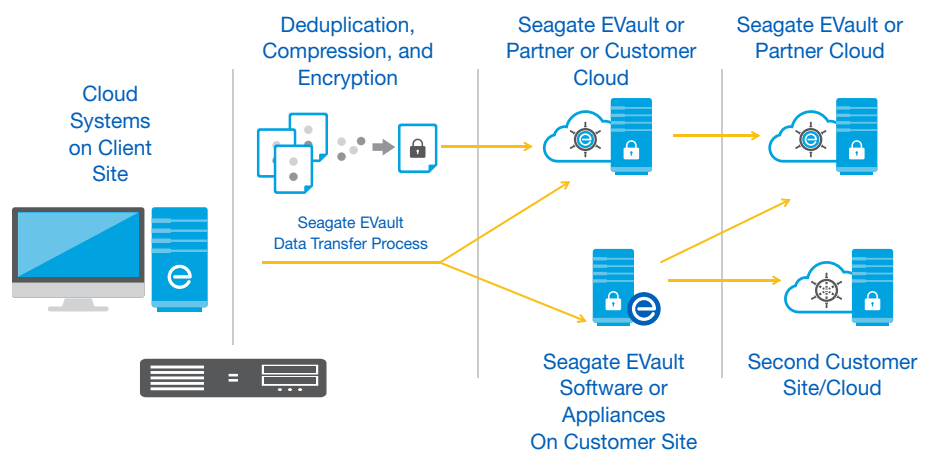 Cloud
Systems
on Client
Site
Deduplication,
Compression, and
Encryption
Seagate EVault
Data Transfer Process
Seagate EVault or
Partner or Customer
Cloud
Seagate EVault
Software or
Appliances
On Customer Site
Seagate EVault or
Partner Cloud
Second Customer
Site/Cloud